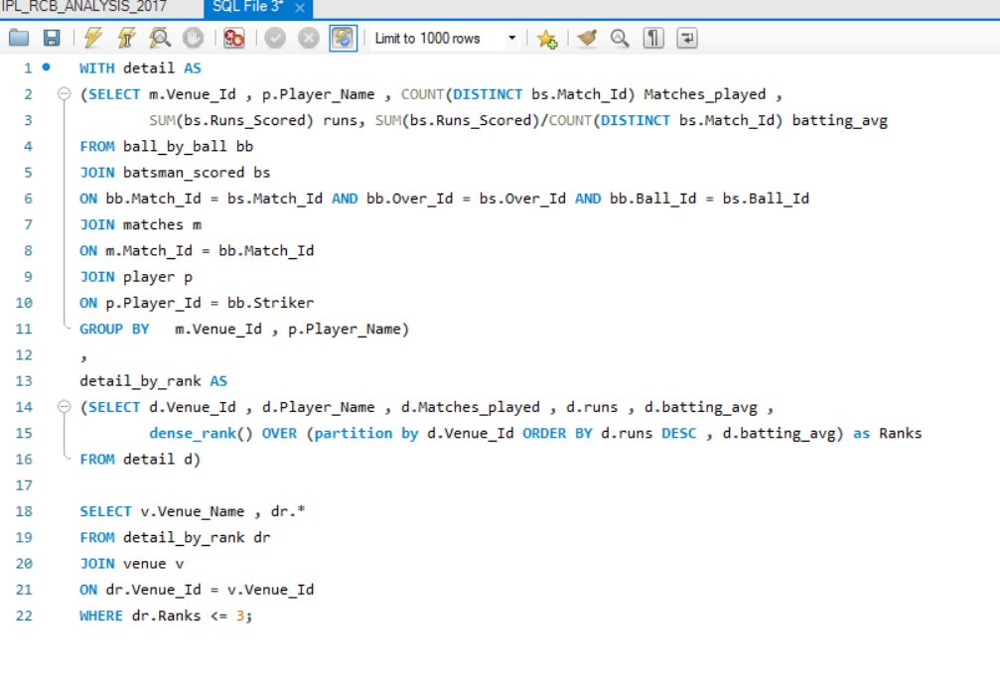 IPL_RCB_ANALYSIS_2017 SQL File 3*
Limit to 1000 rows
1 WITH detail AS
2 (SELECT m.Venue_Id , p.Player_Name , COUNT(DISTINCT bs.Match_Id) Matches_played ,
3 SUM(bs.Runs_Scored) runs, SUM(bs.Runs_Scored)/COUNT(DISTINCT bs.Match_Id) batting_avg
4 FROM ball_by_ball bb
5 JOIN batsman_scored bs
6 ON bb.Match_Id = bs.Match_Id AND bb.Over_Id = bs.Over_Id AND bb.Ball_Id = bs.Ball_Id
7 JOIN matches m
8 ON m.Match_Id = bb.Match_Id
9 JOIN player p
10 ON p.Player_Id = bb.Striker
11 GROUP BY m.Venue_Id , p.Player_Name)
12 ,
13 detail_by_rank AS
14 (SELECT d.Venue_Id , d.Player_Name , d.Matches_played , d.runs , d.batting_avg ,
15 dense_rank() OVER (partition by d.Venue_Id ORDER BY d.runs DESC , d.batting_avg) as Ranks
16 FROM detail d)
17
18 SELECT v.Venue_Name , dr.*
19 FROM detail_by_rank dr
20 JOIN venue v
21 ON dr.Venue_Id = v.Venue_Id
22 WHERE dr.Ranks <= 3;